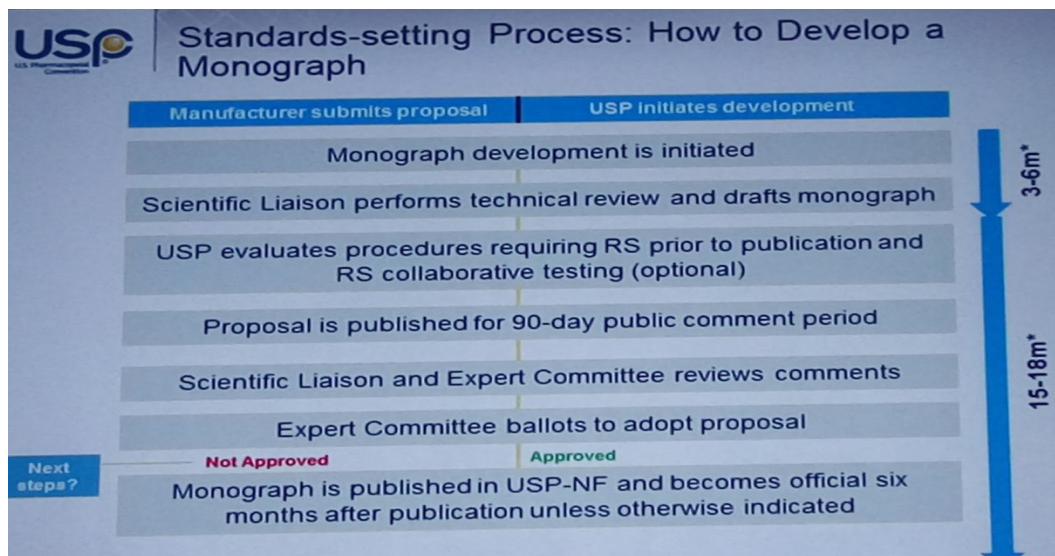 USP
U.S. Pharmacopeial
Convention
Standards-setting Process: How to Develop a
Monograph
Manufacturer submits proposal
USP initiates development
Monograph development is initiated
Scientific Liaison performs technical review and drafts monograph
USP evaluates procedures requiring RS prior to publication and
RS collaborative testing (optional)
Proposal is published for 90-day public comment period
Scientific Liaison and Expert Committee reviews comments
Expert Committee ballots to adopt proposal
Not Approved
Approved
Next
steps?
Monograph is published in USP-NF and becomes official six
months after publication unless otherwise indicated
3-6m*
15-18m*